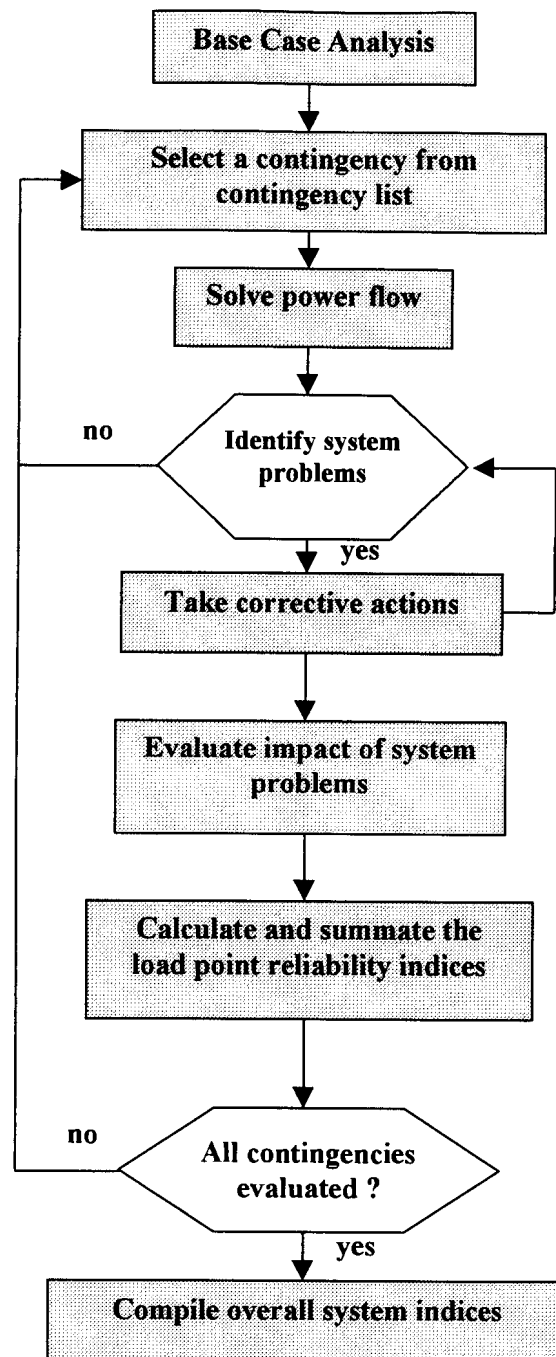 Base Case Analysis
Select a contingency from
contingency list
Solve power flow
no
Identify system
problems
yes
Take corrective actions
Evaluate impact of system
problems
Calculate and summate the
load point reliability indices
no
All contingencies
evaluated ?
yes
Compile overall system indices